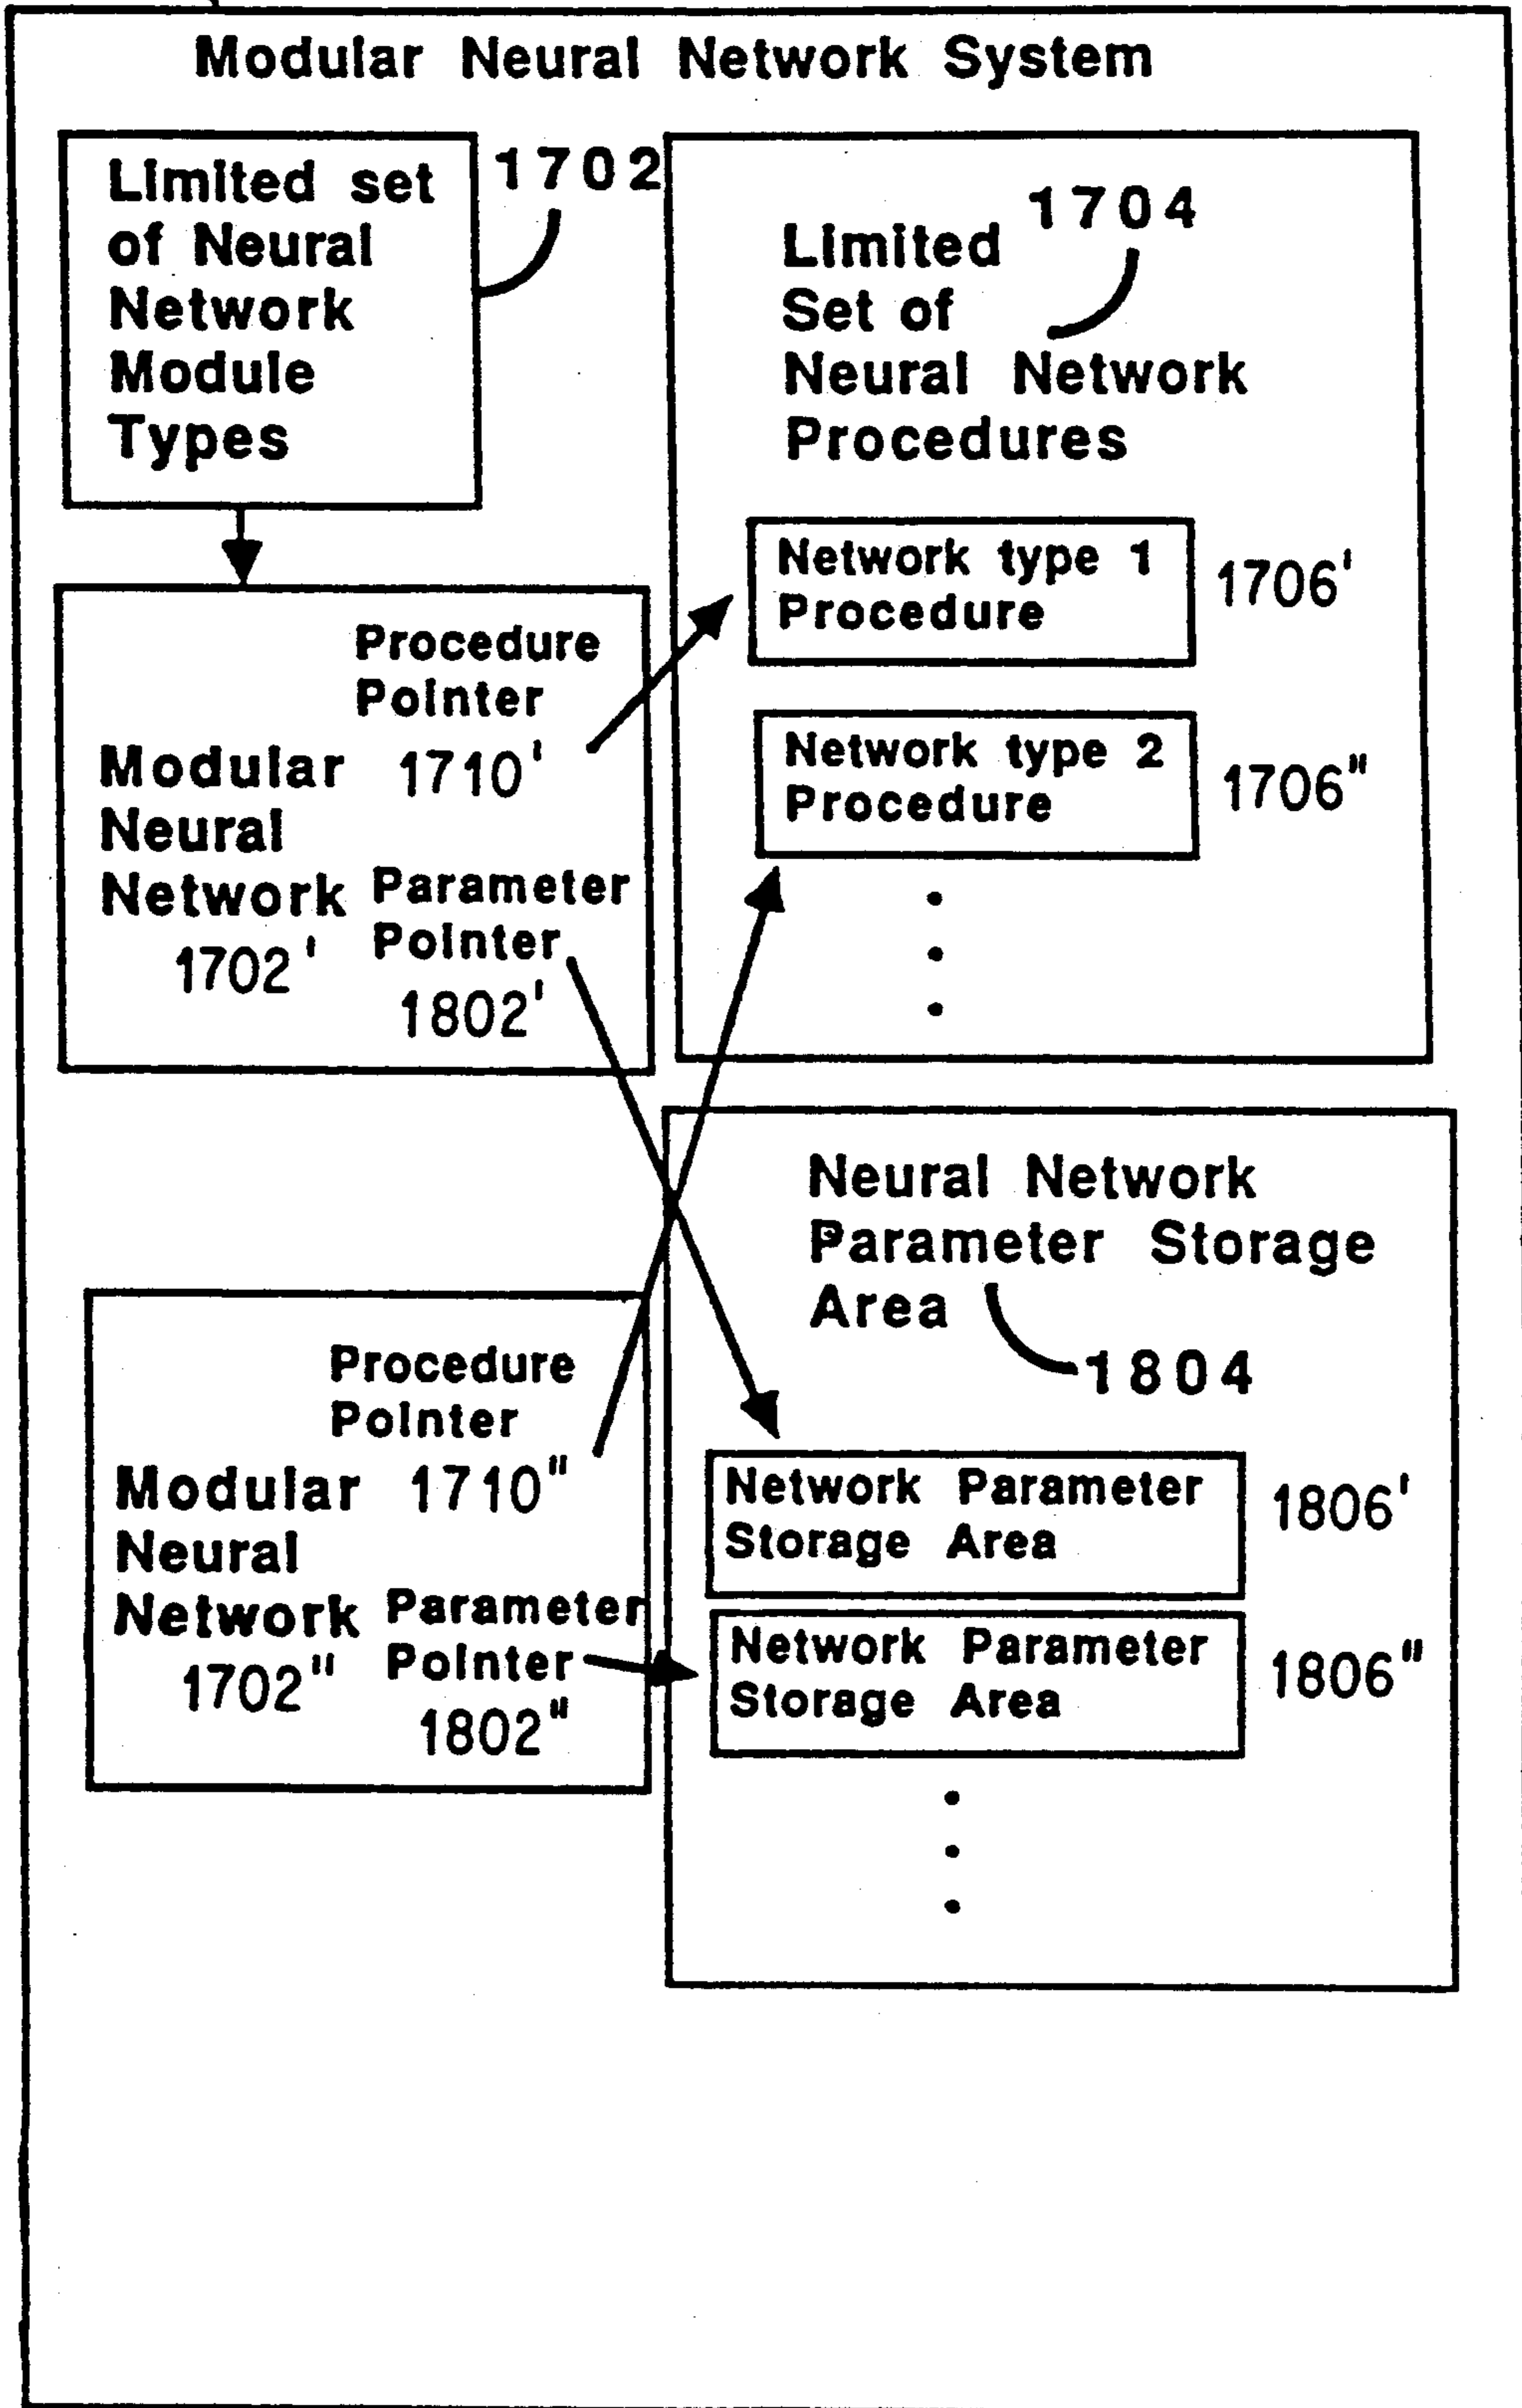 Modular Neural Network System
Limited set
of Neural
Network
Module
Types
1702
1704
Limited
Set of
Neural Network
Procedures
Network type 1
Procedure
1706'
Network type 2
Procedure
1706"
Procedure
Pointer
1710'
Modular
Neural
Network
1702'
Parameter
Pointer
1802'
Neural Network
Parameter Storage
Area
1804
Procedure
Pointer
1710"
Modular
Neural
Network
1702"
Parameter
Pointer
1802"
Network Parameter
Storage Area
1806'
Network Parameter
Storage Area
1806"